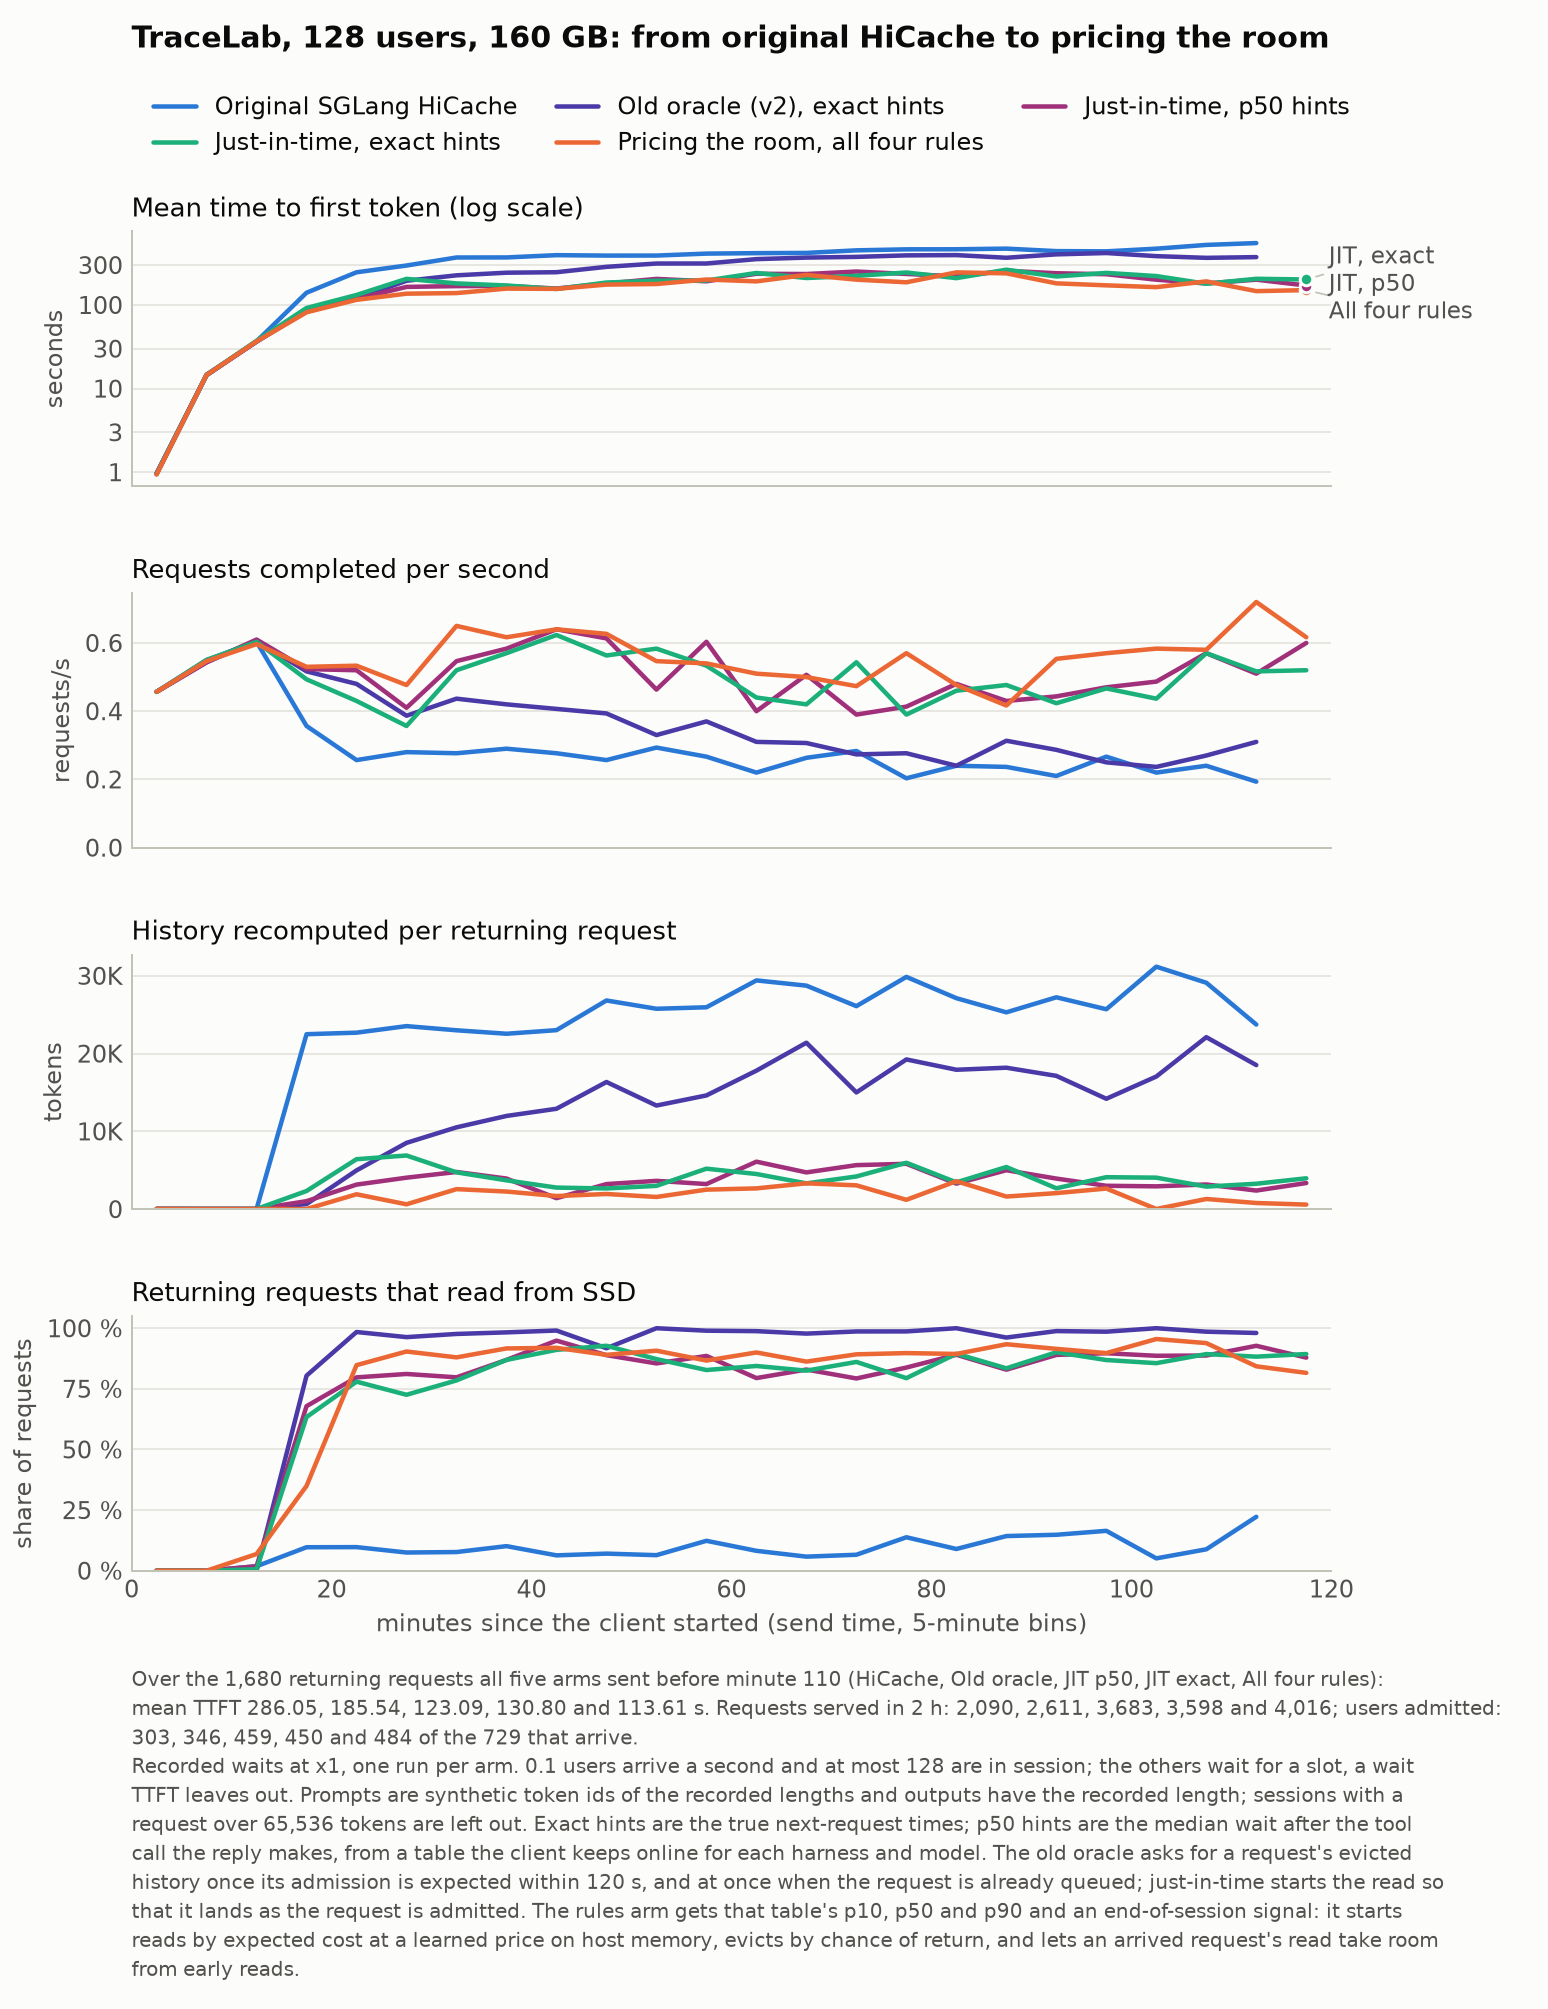 TraceLab, 128 users, 160 GB: from original HiCache to pricing the room
Original SGLang HiCache
Old oracle (v2), exact hints
Just-in-time, p50 hints
Just-in-time, exact hints
Pricing the room, all four rules
Mean time to first token (log scale)
300
100
30
10
3
1
seconds
JIT, exact
JIT, p50
All four rules
Requests completed per second
0.6
0.4
0.2
0.0
requests/s
History recomputed per returning request
30K
20K
10K
0
tokens
Returning requests that read from SSD
100 %
75 %
50 %
25 %
0 %
share of requests
0 20 40 60 80 100 120
minutes since the client started (send time, 5-minute bins)
Over the 1,680 returning requests all five arms sent before minute 110 (HiCache, Old oracle, JIT p50, JIT exact, All four rules):
mean TTFT 286.05, 185.54, 123.09, 130.80 and 113.61 s. Requests served in 2 h: 2,090, 2,611, 3,683, 3,598 and 4,016; users admitted:
303, 346, 459, 450 and 484 of the 729 that arrive.
Recorded waits at x1, one run per arm. 0.1 users arrive a second and at most 128 are in session; the others wait for a slot, a wait
TTFT leaves out. Prompts are synthetic token ids of the recorded lengths and outputs have the recorded length; sessions with a
request over 65,536 tokens are left out. Exact hints are the true next-request times; p50 hints are the median wait after the tool
call the reply makes, from a table the client keeps online for each harness and model. The old oracle asks for a request's evicted
history once its admission is expected within 120 s, and at once when the request is already queued; just-in-time starts the read so
that it lands as the request is admitted. The rules arm gets that table's p10, p50 and p90 and an end-of-session signal: it starts
reads by expected cost at a learned price on host memory, evicts by chance of return, and lets an arrived request's read take room
from early reads.